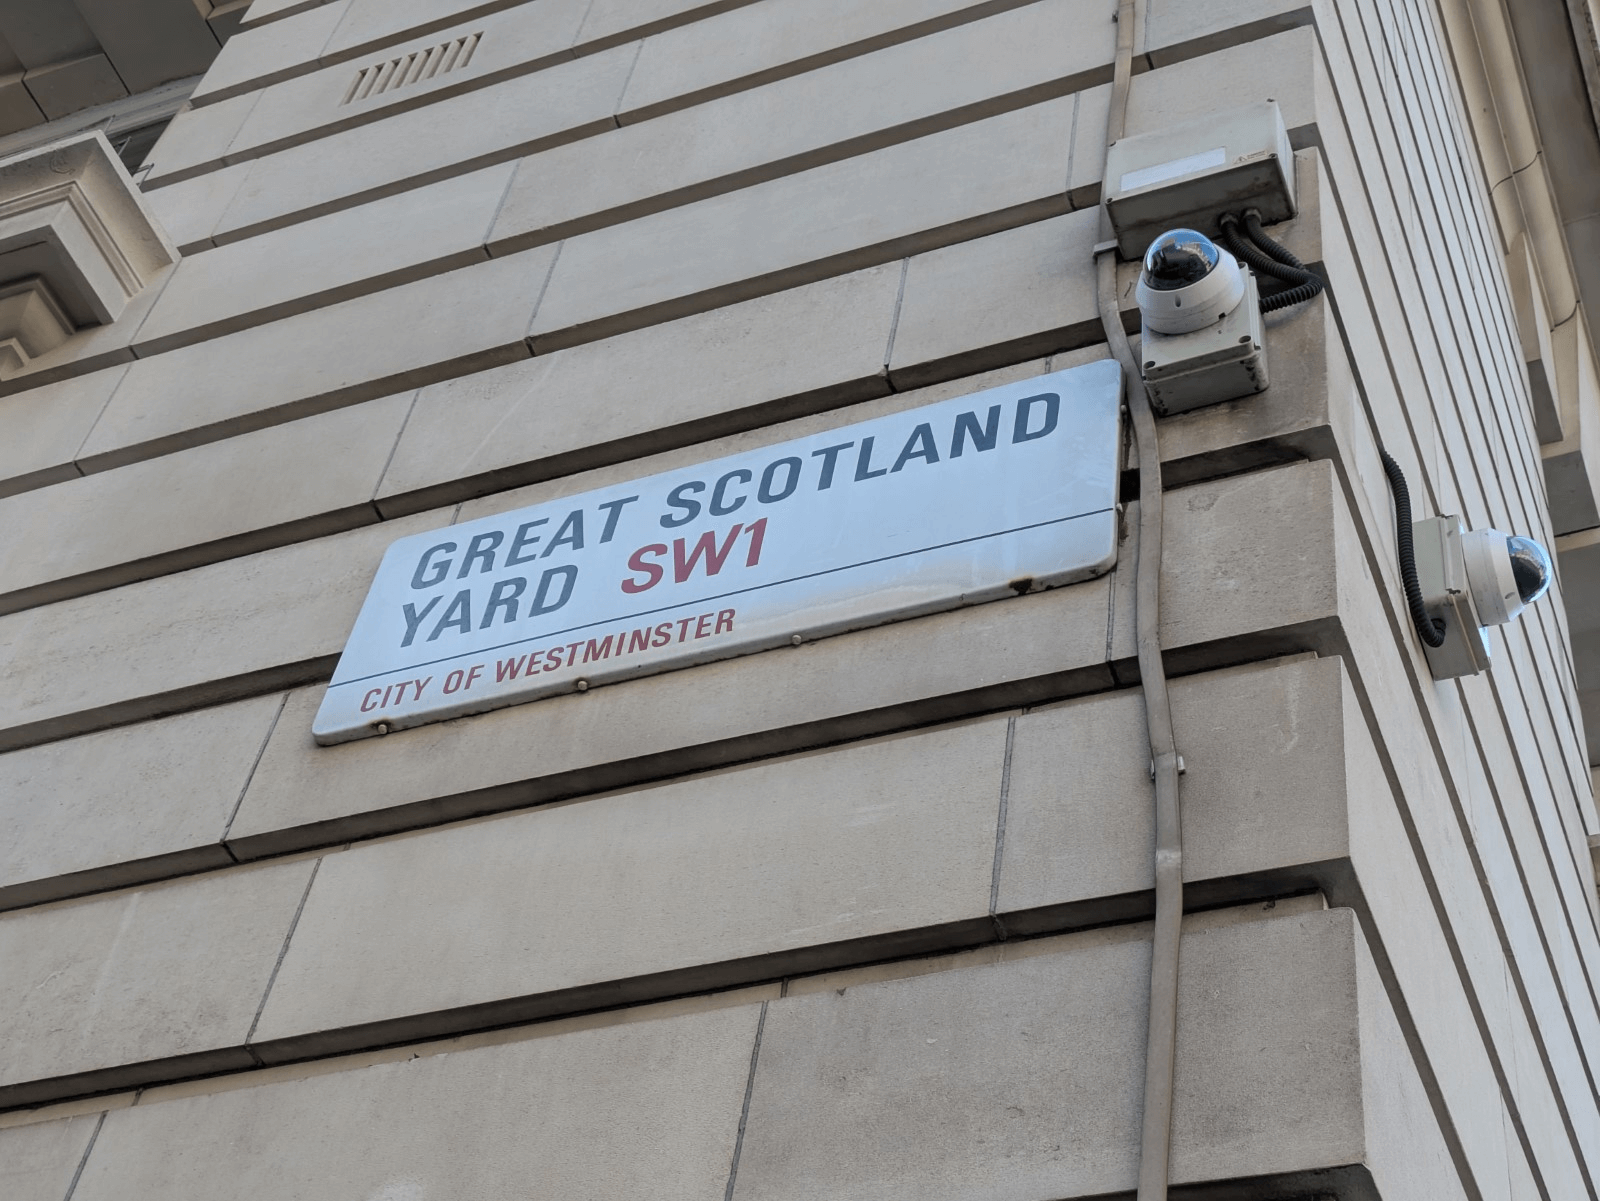 GREAT SCOTLAND
YARD SW1
CITY OF WESTMINSTER